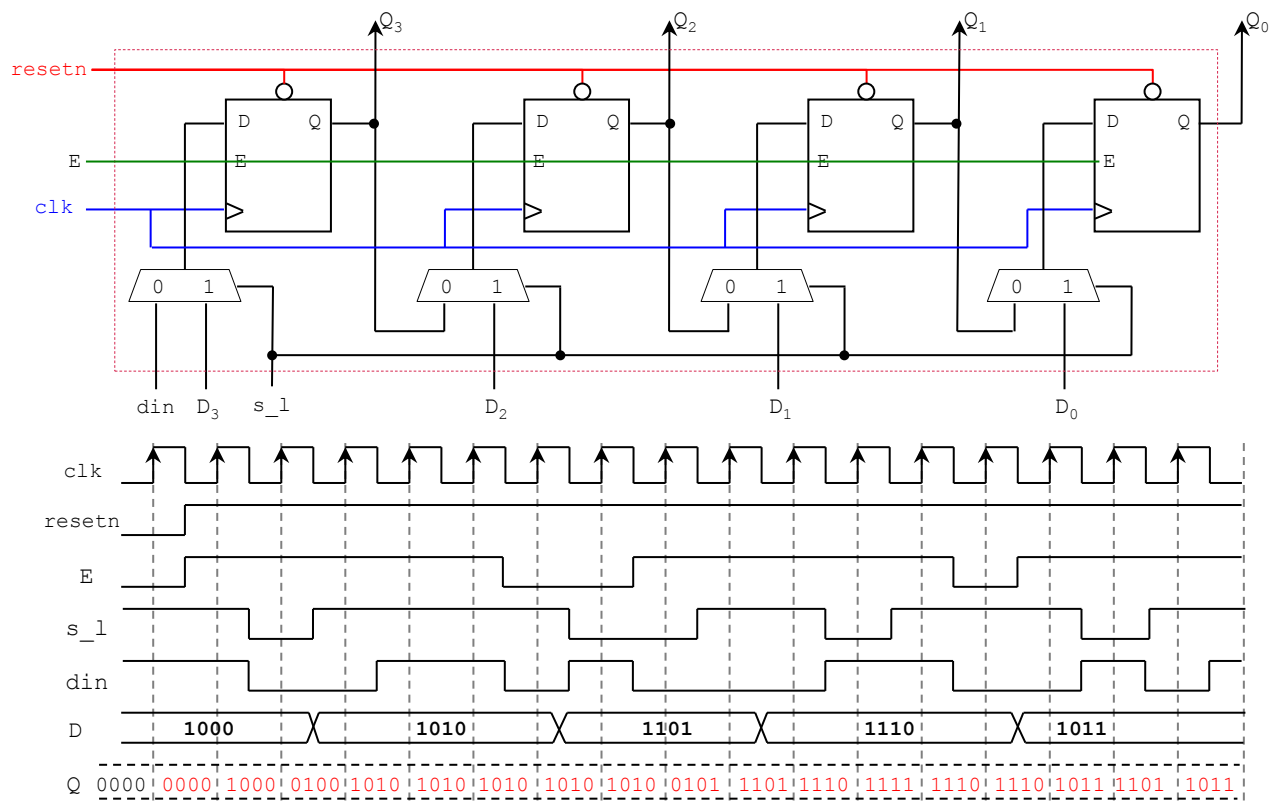 Q3 Q2 Q1 Q0
resetn
D Q D Q D Q D Q
E E E E E
clk
0 1 0 1 0 1 0 1
din D3 s_l D2 D1 D0
clk
resetn
E
s_l
din
D 1000 1010 1101 1110 1011
Q 0000 0000 1000 0100 1010 1010 1010 1010 1010 0101 1101 1110 1111 1110 1110 1011 1101 1011